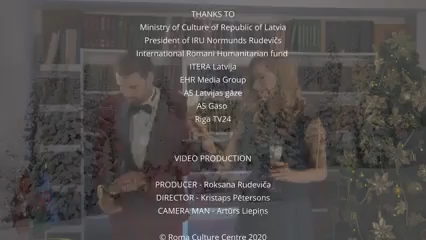 THANKS TO
Ministry of Culture of Republic of Latvia
President of IRU Normunds Rudevičs
International Romani Humanitarian fund
ITERA Latvija
EHR Media Group
AS Latvijas gāze
AS Gaso
Riga TV24
VIDEO PRODUCTION
PRODUCER - Roksana Rudeviča
DIRECTOR - Kristaps Pētersons
CAMERA MAN - Artūrs Liepiņs
© Roma Culture Centre 2020